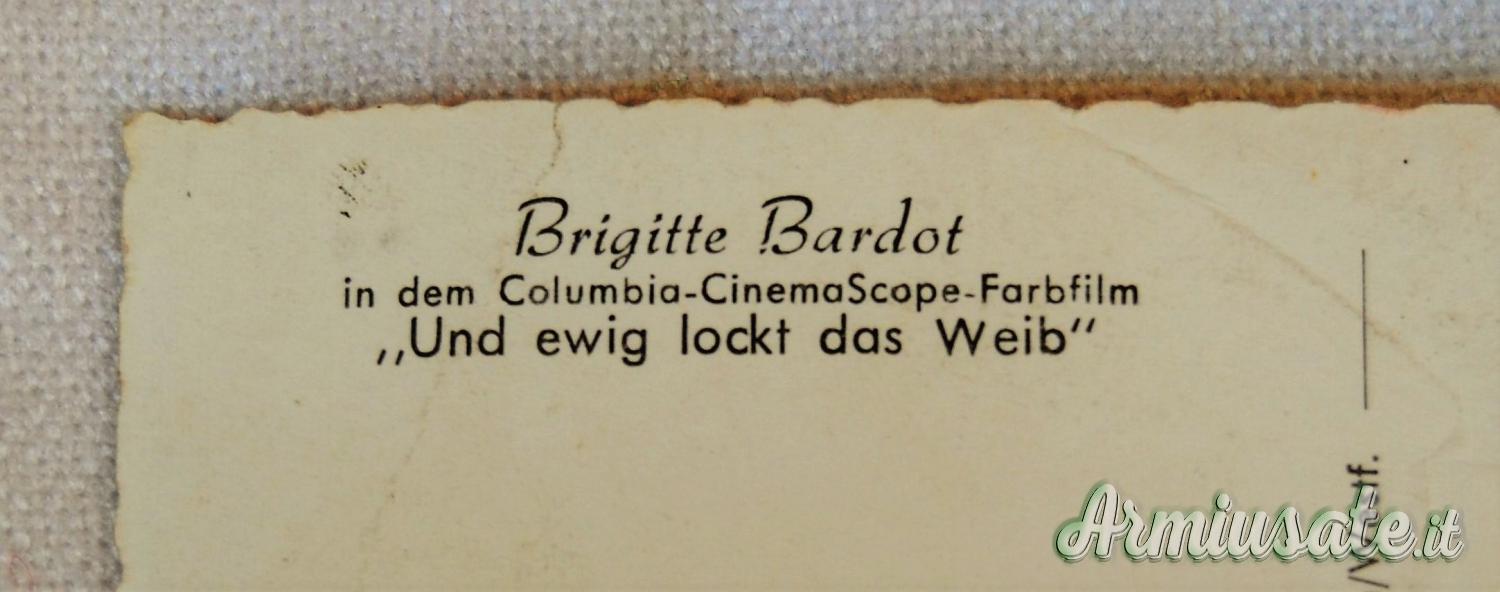 Brigitte Bardot
in dem Columbia-CinemaScope-Farbfilm
,,Und ewig lockt das Weib"
Armiusate.it